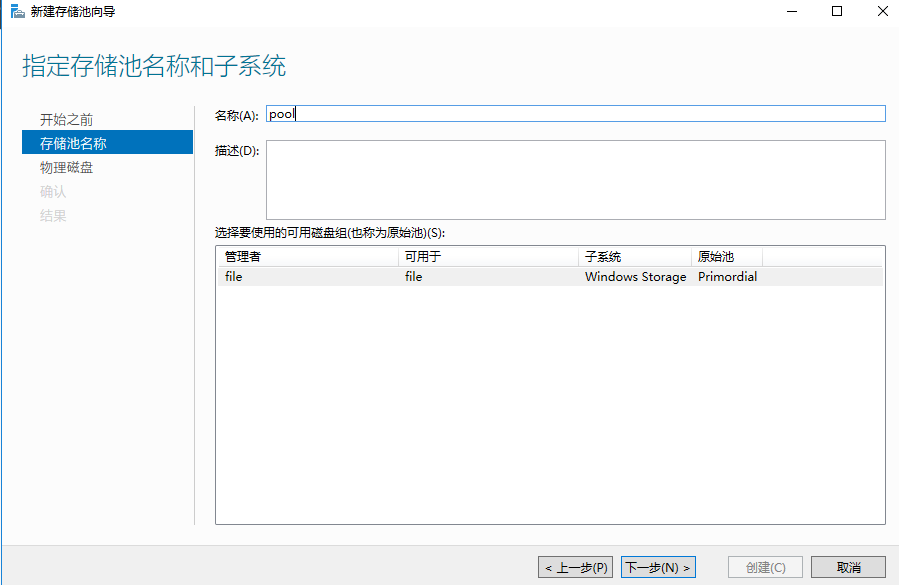 新建存储池向导
指定存储池名称和子系统
开始之前
存储池名称
物理磁盘
确认
结果
名称(A): pool
描述(D):
选择要使用的可用磁盘组(也称为原始池)(S):
管理者 可用于 子系统 原始池
file file Windows Storage Primordial
< 上一步(P) 下一步(N) > 创建(C) 取消